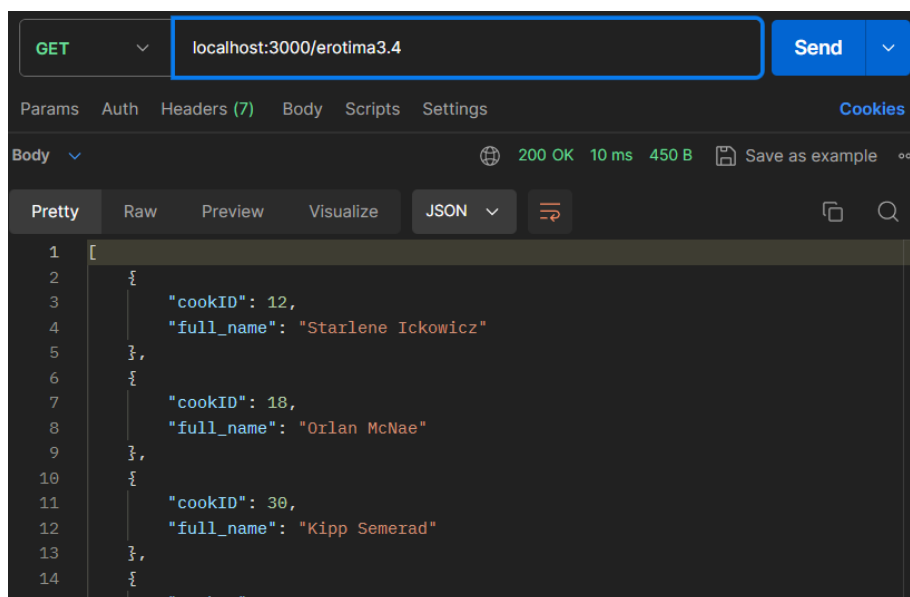 GET localhost:3000/erotima3.4 Send
Params Auth Headers (7) Body Scripts Settings Cookies
Body 200 OK 10 ms 450 B Save as example
Pretty Raw Preview Visualize JSON
1 [
2 {
3 "cookID": 12,
4 "full_name": "Starlene Ickowicz"
5 },
6 {
7 "cookID": 18,
8 "full_name": "Orlan McNae"
9 },
10 {
11 "cookID": 30,
12 "full_name": "Kipp Semerad"
13 },
14 {